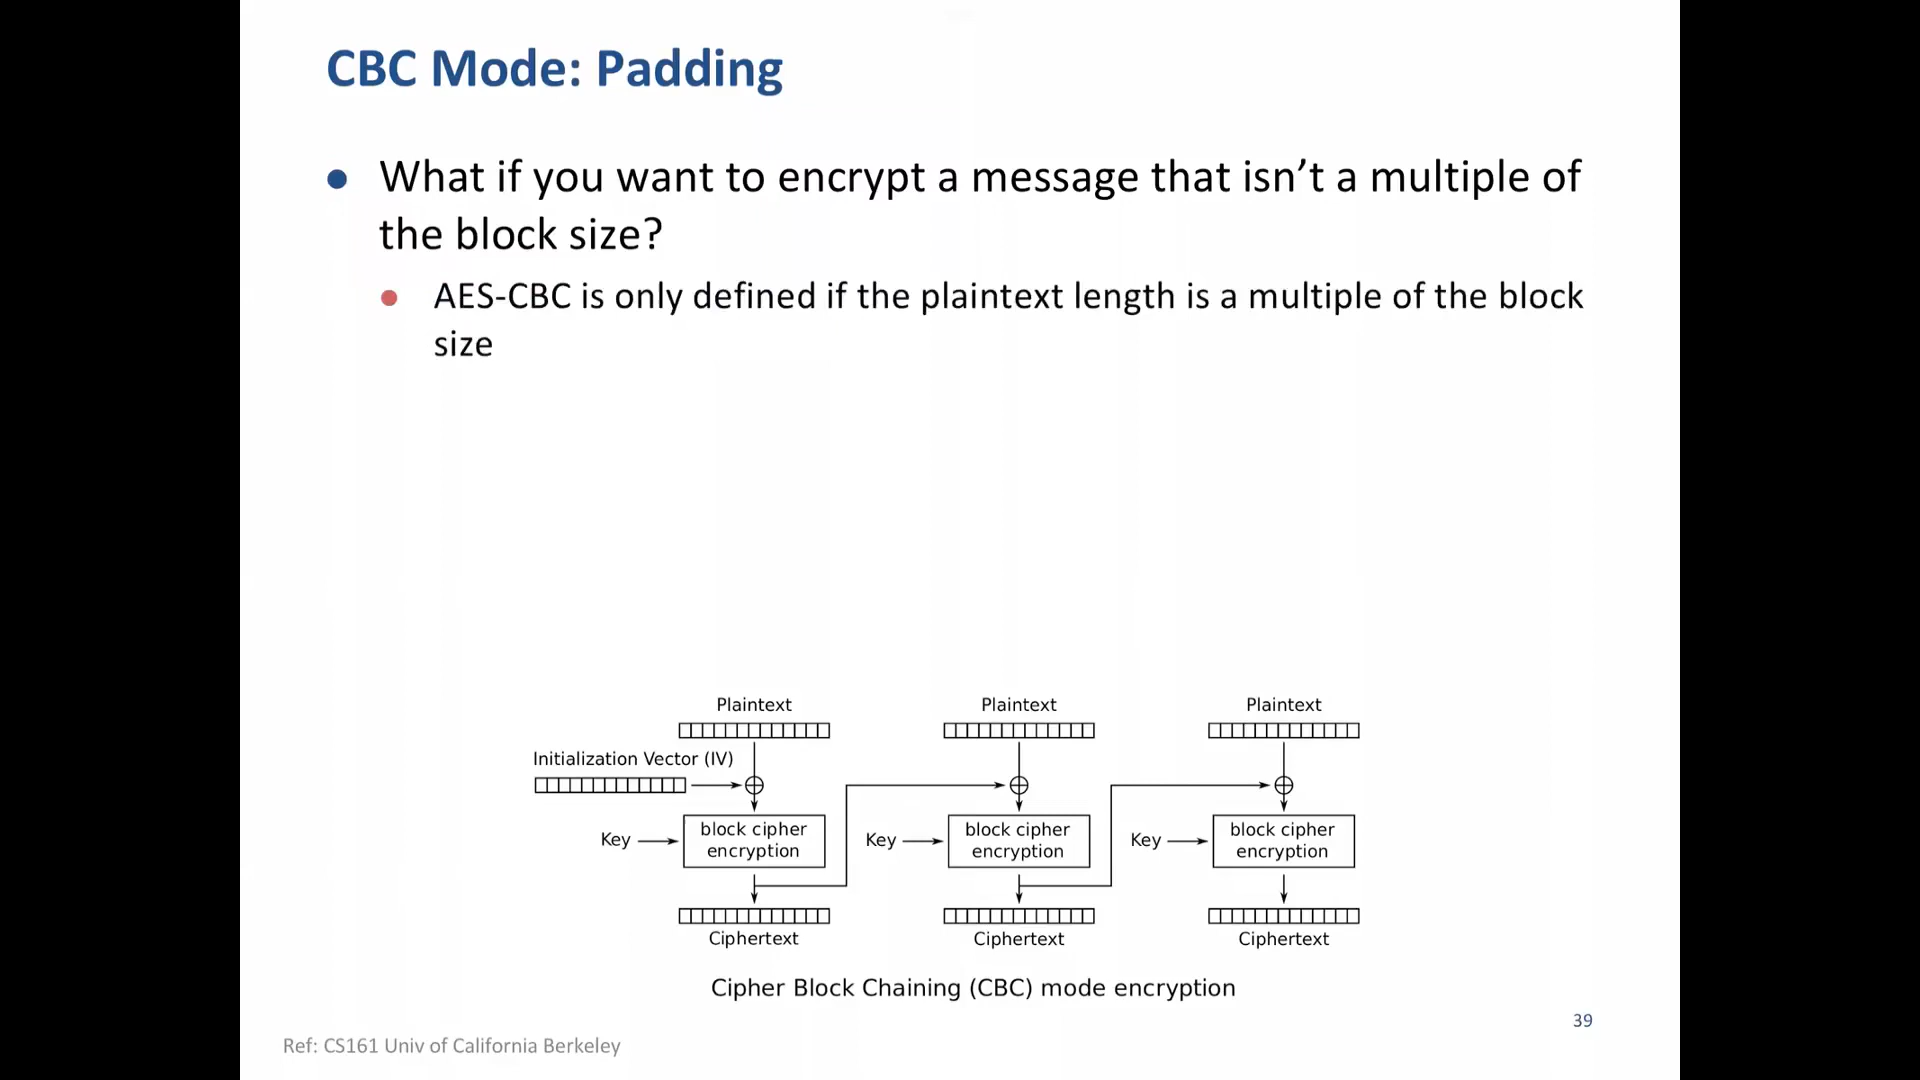 CBC Mode: Padding
What if you want to encrypt a message that isn’t a multiple of
the block size?
AES-CBC is only defined if the plaintext length is a multiple of the block
size
Plaintext
Plaintext
Plaintext
Initialization Vector (IV)
Key
block cipher
encryption
Key
block cipher
encryption
Key
block cipher
encryption
Ciphertext
Ciphertext
Ciphertext
Cipher Block Chaining (CBC) mode encryption
39
Ref: CS161 Univ of California Berkeley